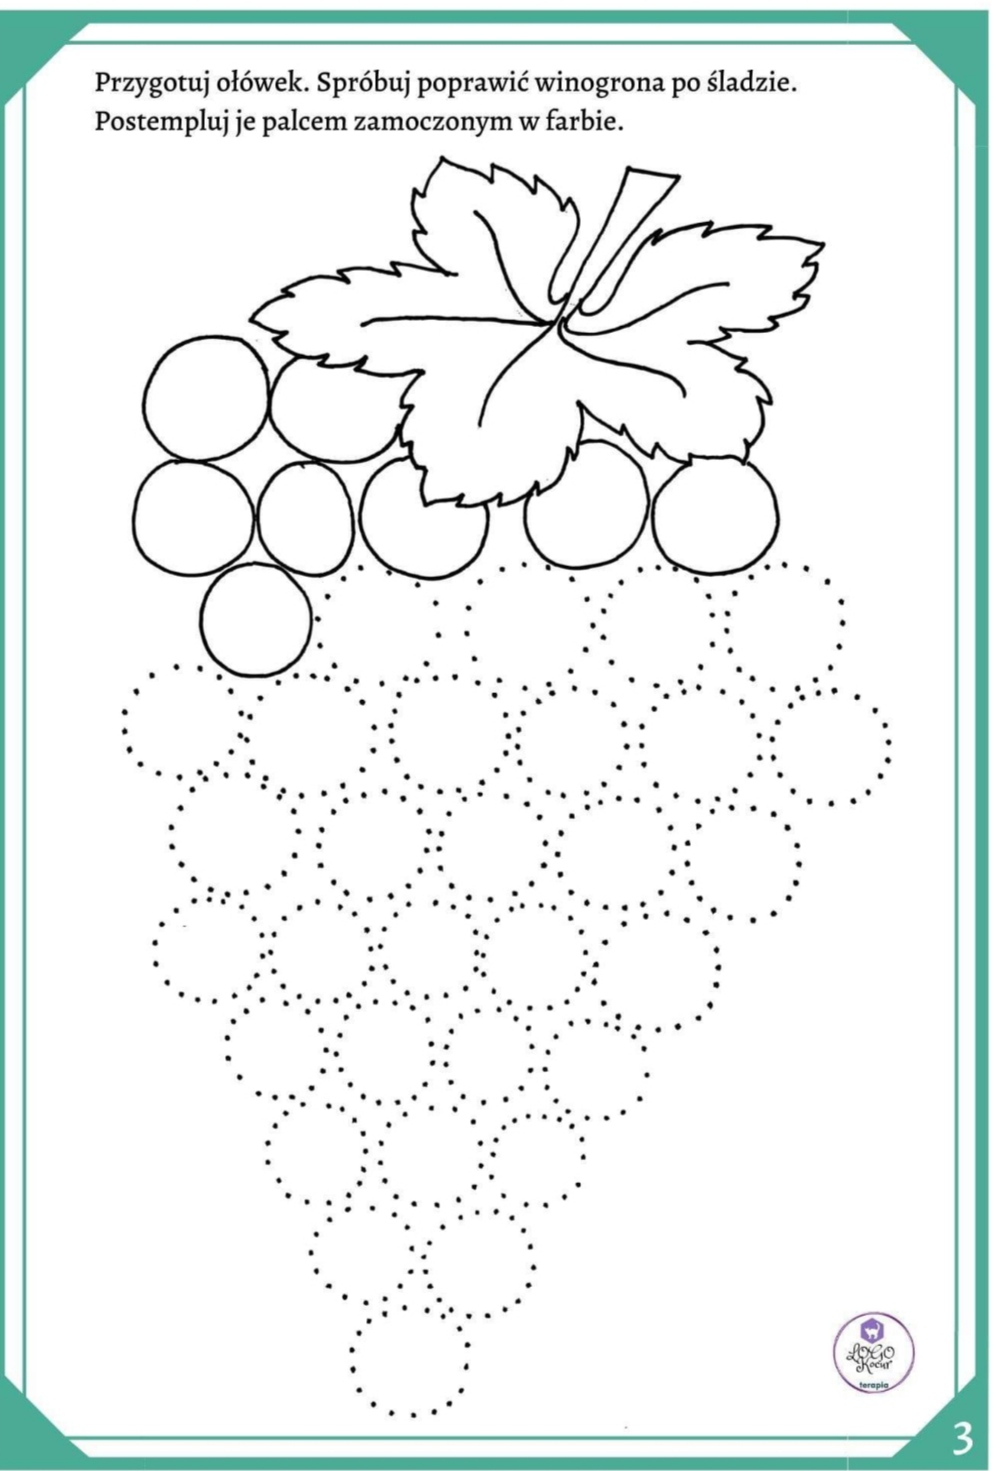 Przygotuj ołówek. Spróbuj poprawić winogrona po śladzie.
Postempluj je palcem zamoczonym w farbie.
LOGO
Kocur
terapia
3